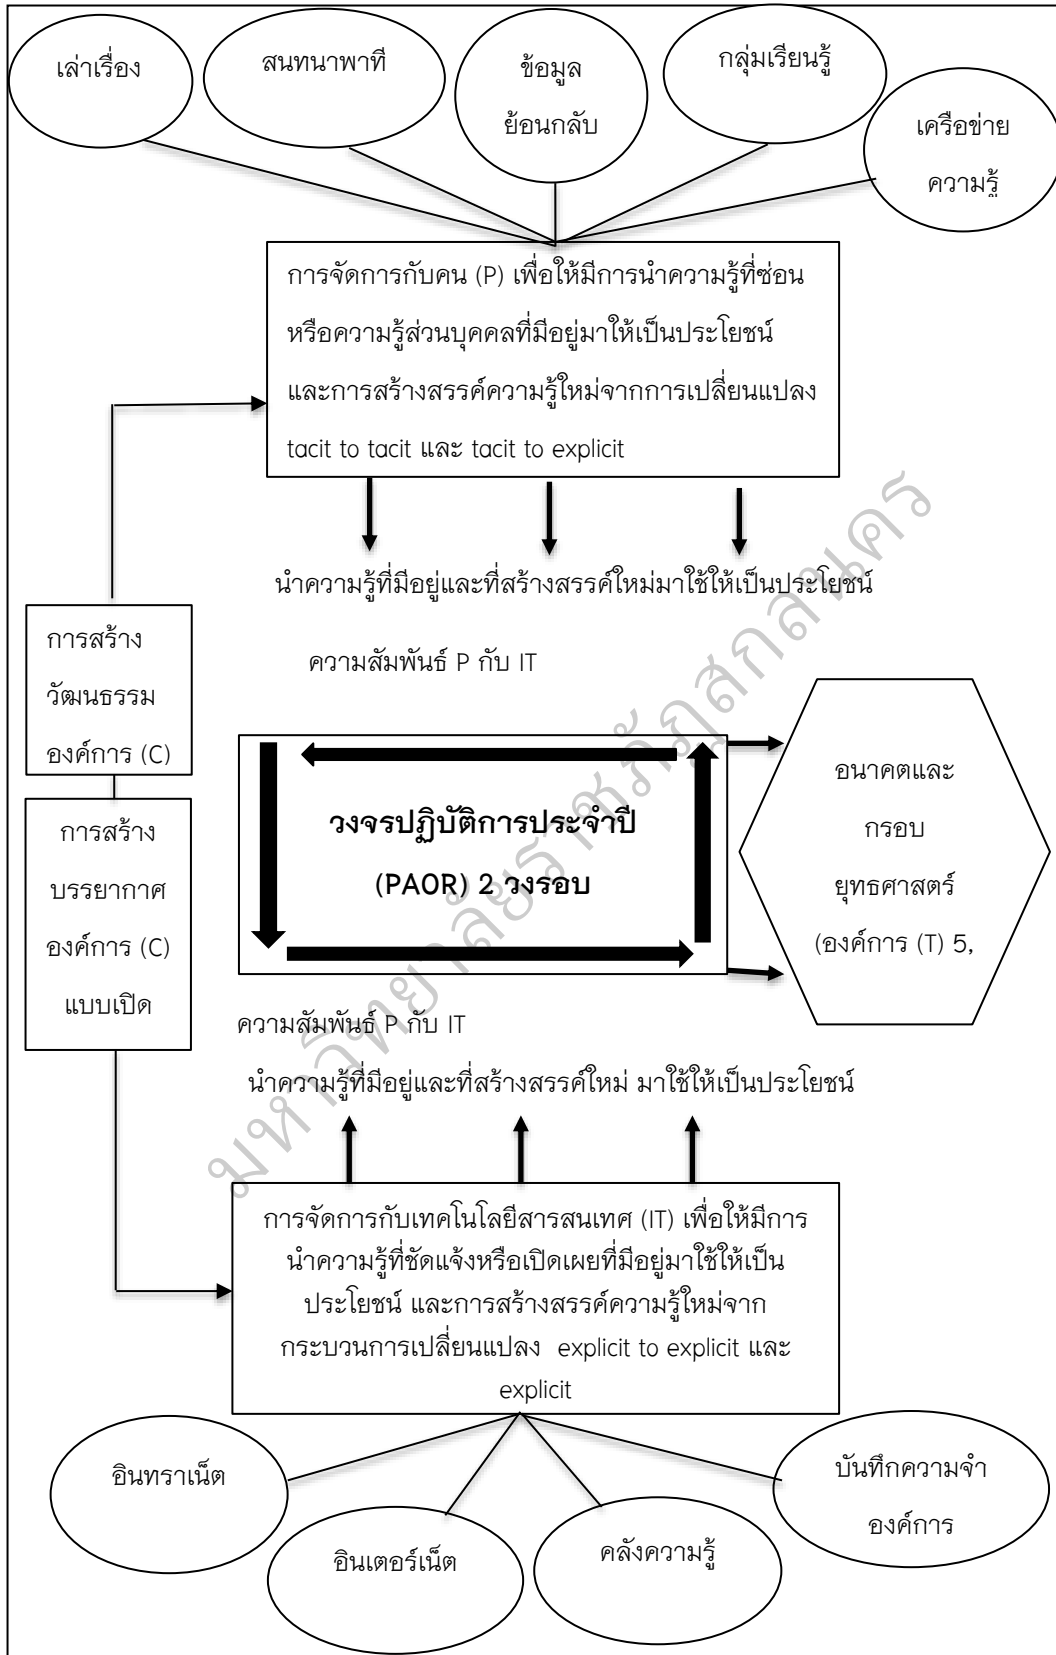 เล่าเรื่อง
สนทนาพาที
ข้อมูล
ย้อนกลับ
กลุ่มเรียนรู้
เครือข่าย
ความรู้
การจัดการกับคน (P) เพื่อให้มีการนำความรู้ที่ซ่อน
หรือความรู้ส่วนบุคคลที่มีอยู่มาให้เป็นประโยชน์
และการสร้างสรรค์ความรู้ใหม่จากการเปลี่ยนแปลง
tacit to tacit และ tacit to explicit
นำความรู้ที่มีอยู่และที่สร้างสรรค์ใหม่มาใช้ให้เป็นประโยชน์
ความสัมพันธ์ P กับ IT
การสร้าง
วัฒนธรรม
องค์การ (C)
การสร้าง
บรรยากาศ
องค์การ (C)
แบบเปิด
วงจรปฏิบัติการประจำปี
(PAOR) 2 วงรอบ
อนาคตและ
กรอบ
ยุทธศาสตร์
(องค์การ (T) 5,
ความสัมพันธ์ P กับ IT
นำความรู้ที่มีอยู่และที่สร้างสรรค์ใหม่ มาใช้ให้เป็นประโยชน์
การจัดการกับเทคโนโลยีสารสนเทศ (IT) เพื่อให้มีการ
นำความรู้ที่ชัดแจ้งหรือเปิดเผยที่มีอยู่มาใช้ให้เป็น
ประโยชน์ และการสร้างสรรค์ความรู้ใหม่จาก
กระบวนการเปลี่ยนแปลง explicit to explicit และ
explicit
อินทราเน็ต
อินเตอร์เน็ต
คลังความรู้
บันทึกความจำ
องค์การ
มหาวิทยาลัยราชภัฏสกลนคร